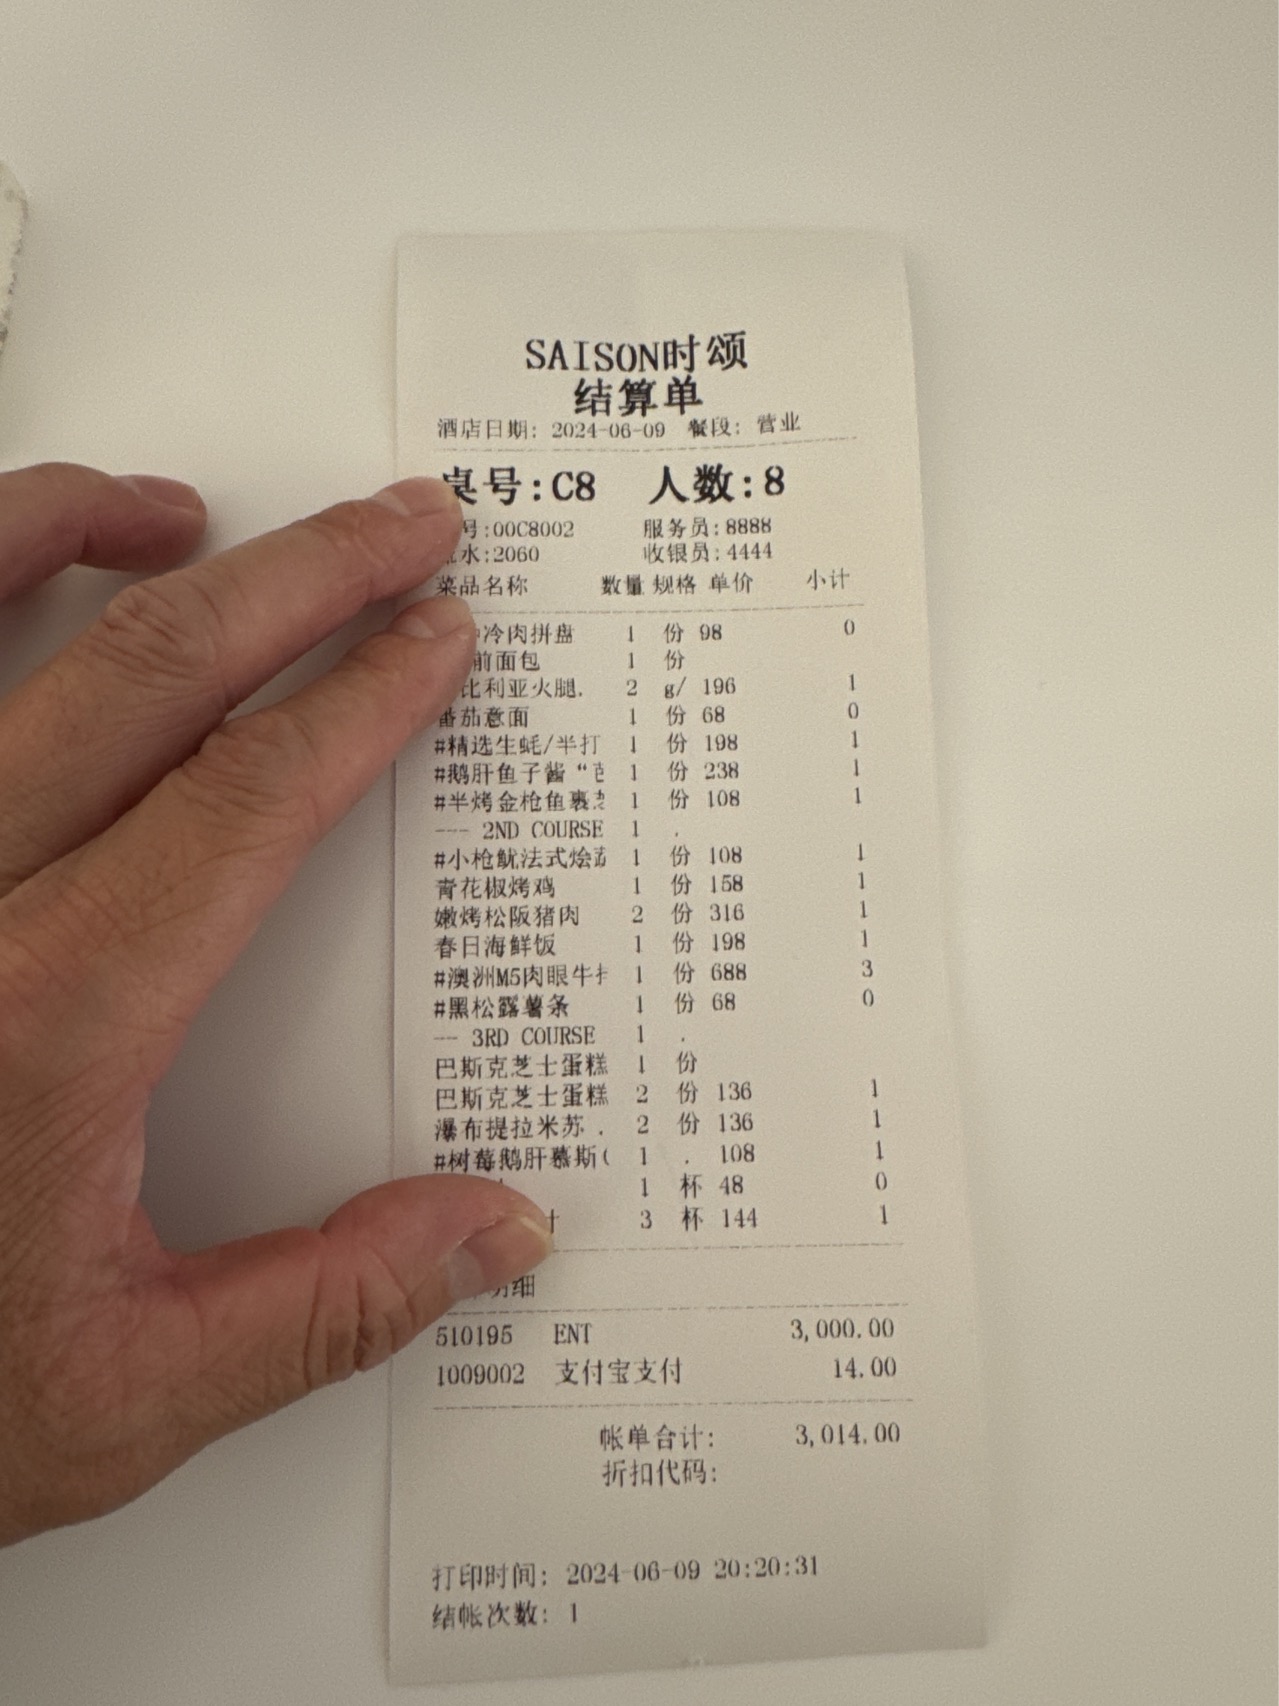 SAISON时颂
结算单
酒店日期: 2024-06-09 餐段: 营业
桌号:C8 人数:8
号:00C8002 服务员:8888
水:2060 收银员:4444
菜品名称 数量 规格 单价 小计
冷肉拼盘 1 份 98 0
前面包 1 份
比利亚火腿. 2 g/ 196 1
番茄意面 1 份 68 0
#精选生蚝/半打 1 份 198 1
#鹅肝鱼子酱“ 1 份 238 1
#半烤金枪鱼裹 1 份 108 1
--- 2ND COURSE 1 .
#小枪鱿法式烩 1 份 108 1
青花椒烤鸡 1 份 158 1
嫩烤松阪猪肉 2 份 316 1
春日海鲜饭 1 份 198 1
#澳洲M5肉眼牛 1 份 688 3
#黑松露薯条 1 份 68 0
-- 3RD COURSE 1 .
巴斯克芝士蛋糕 1 份
巴斯克芝士蛋糕 2 份 136 1
瀑布提拉米苏 . 2 份 136 1
#树莓鹅肝慕斯( 1 . 108 1
1 杯 48 0
3 杯 144 1
明细
510195 ENT 3,000.00
1009002 支付宝支付 14.00
帐单合计: 3,014.00
折扣代码:
打印时间: 2024-06-09 20:20:31
结帐次数: 1